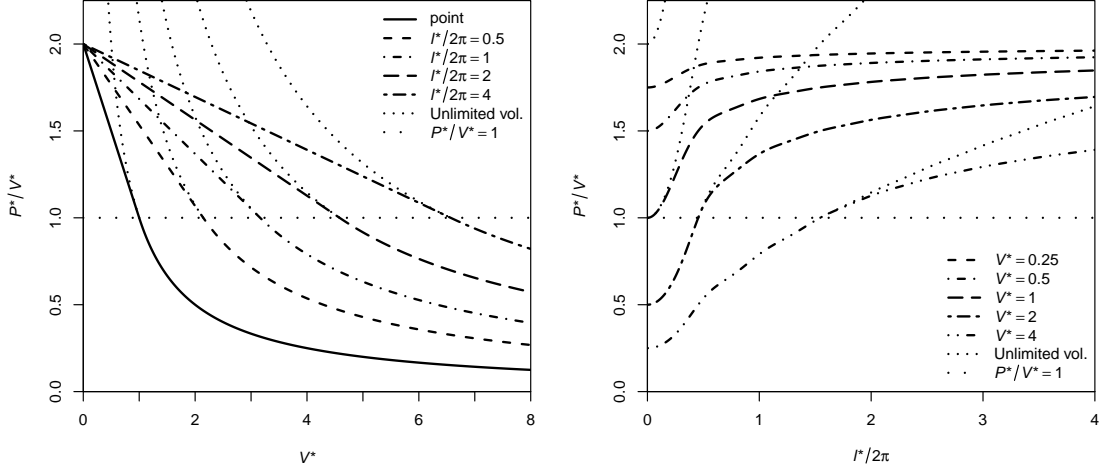 point
I*/2π = 0.5
I*/2π = 1
I*/2π = 2
I*/2π = 4
Unlimited vol.
P*/V* = 1
2.0
1.5
1.0
0.5
0.0
P*/V*
0 2 4 6 8
V*
2.0
1.5
1.0
0.5
0.0
P*/V*
V* = 0.25
V* = 0.5
V* = 1
V* = 2
V* = 4
Unlimited vol.
P*/V* = 1
0 1 2 3 4
I*/2π